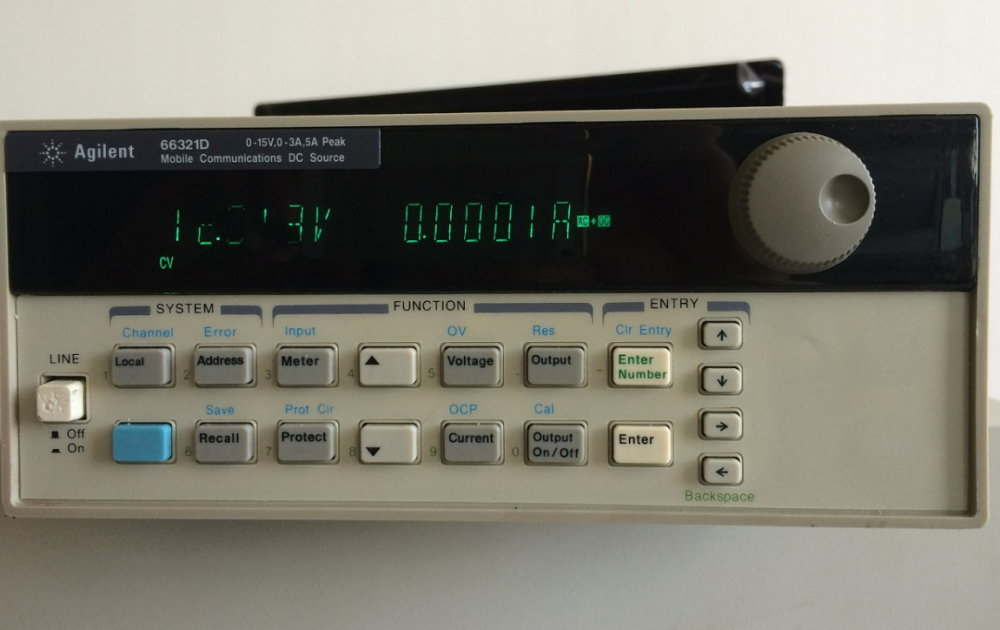 Agilent 66321D 0-15V,0-3A,5A Peak
Mobile Communications DC Source
0.0001A AC+DC
CV
SYSTEM FUNCTION ENTRY
Channel Error Input OV Res Clr Entry
LINE
1 Local 2 Address 3 Meter 4 ▲ 5 Voltage . Output - Enter Number ↑
↓
Off
On
Save Prot Clr OCP Cal
6 Recall 7 Protect 8 ▼ 9 Current 0 Output On/Off Enter →
←
Backspace